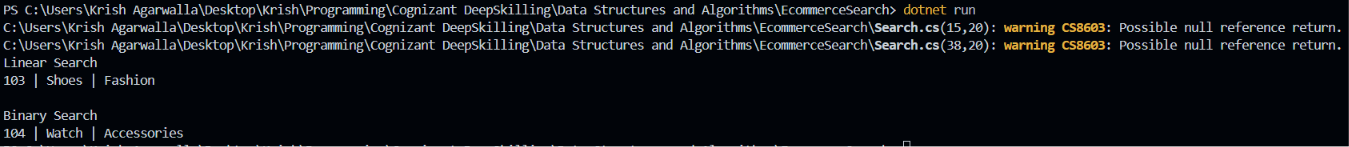 PS C:\Users\Krish Agarwalla\Desktop\Krish\Programming\Cognizant DeepSkilling\Data Structures and Algorithms\EcommerceSearch> dotnet run
C:\Users\Krish Agarwalla\Desktop\Krish\Programming\Cognizant DeepSkilling\Data Structures and Algorithms\EcommerceSearch\Search.cs(15,20): warning CS8603: Possible null reference return.
C:\Users\Krish Agarwalla\Desktop\Krish\Programming\Cognizant DeepSkilling\Data Structures and Algorithms\EcommerceSearch\Search.cs(38,20): warning CS8603: Possible null reference return.
Linear Search
103 | Shoes | Fashion
Binary Search
104 | Watch | Accessories